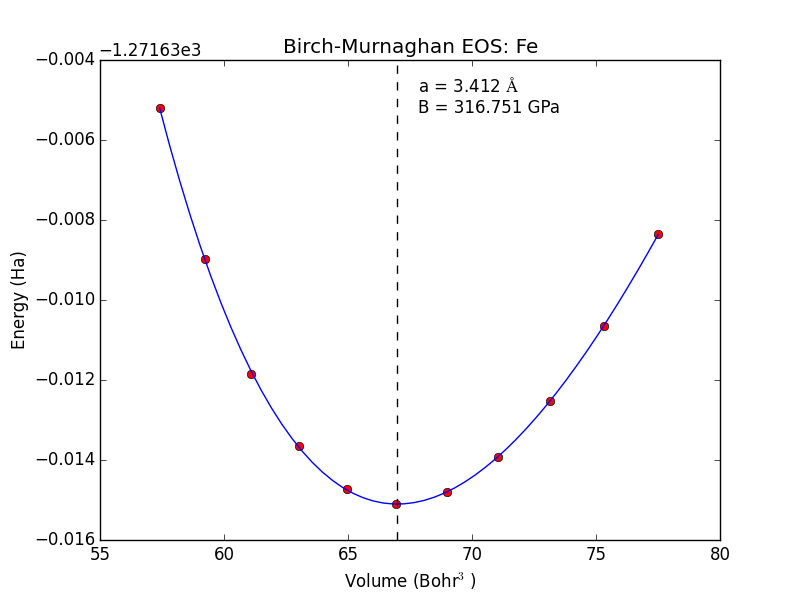 −1.27163e3
Birch-Murnaghan EOS: Fe
a = 3.412 Å
B = 316.751 GPa
−0.004
−0.006
−0.008
−0.010
−0.012
−0.014
−0.016
Energy (Ha)
55 60 65 70 75 80
Volume (Bohr³ )